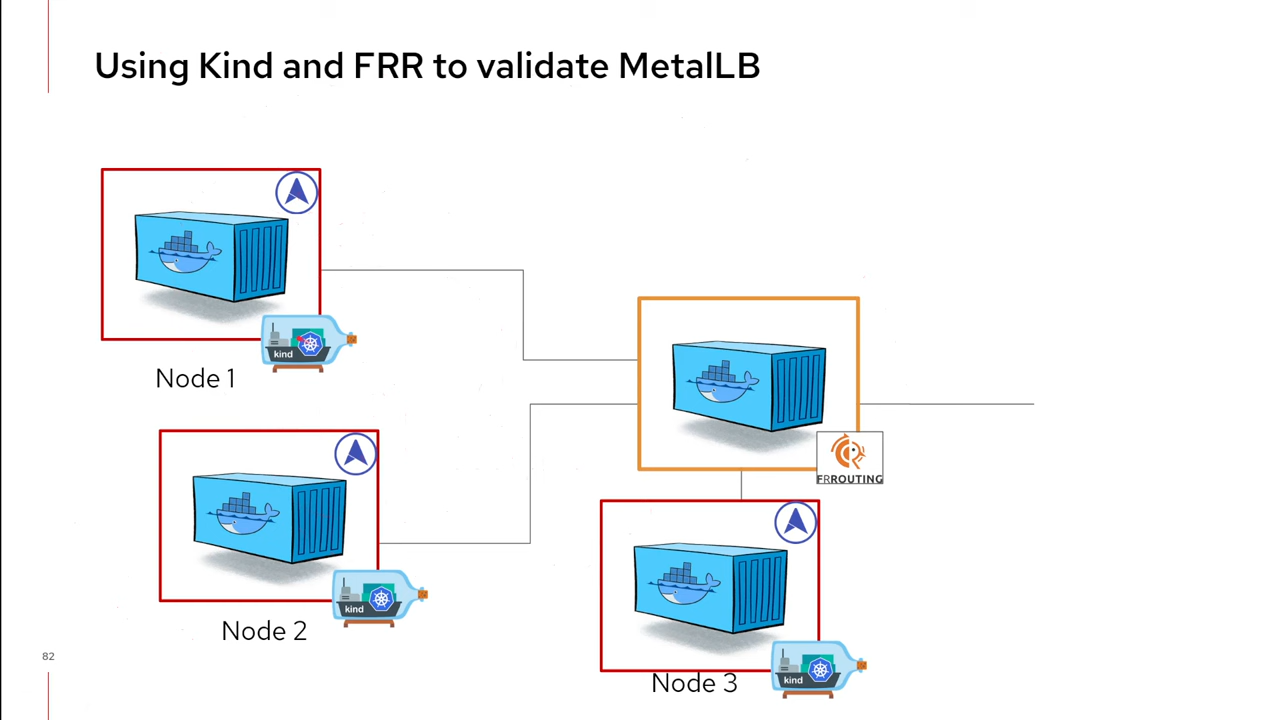 Using Kind and FRR to validate MetalLB
kind
Node 1
FRROUTING
kind
Node 2
82
kind
Node 3